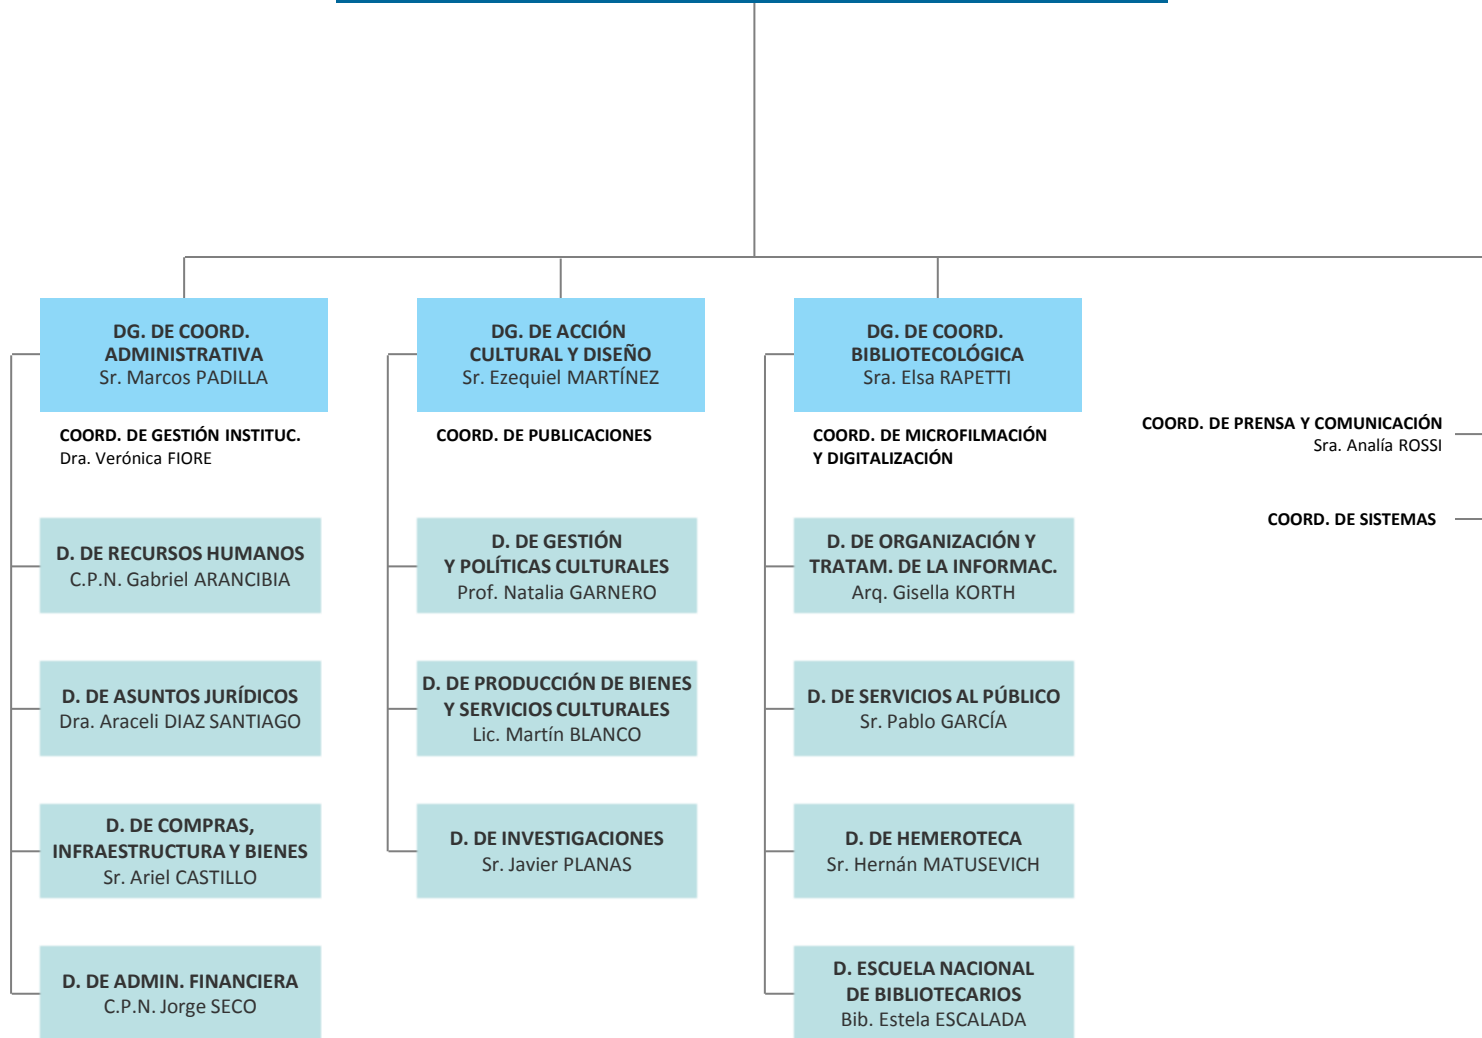 DG. DE COORD.
ADMINISTRATIVA
Sr. Marcos PADILLA
COORD. DE GESTIÓN INSTITUC.
Dra. Verónica FIORE
D. DE RECURSOS HUMANOS
C.P.N. Gabriel ARANCIBIA
D. DE ASUNTOS JURÍDICOS
Dra. Araceli DIAZ SANTIAGO
D. DE COMPRAS,
INFRAESTRUCTURA Y BIENES
Sr. Ariel CASTILLO
D. DE ADMIN. FINANCIERA
C.P.N. Jorge SECO
DG. DE ACCIÓN
CULTURAL Y DISEÑO
Sr. Ezequiel MARTÍNEZ
COORD. DE PUBLICACIONES
D. DE GESTIÓN
Y POLÍTICAS CULTURALES
Prof. Natalia GARNERO
D. DE PRODUCCIÓN DE BIENES
Y SERVICIOS CULTURALES
Lic. Martín BLANCO
D. DE INVESTIGACIONES
Sr. Javier PLANAS
DG. DE COORD.
BIBLIOTECOLÓGICA
Sra. Elsa RAPETTI
COORD. DE MICROFILMACIÓN
Y DIGITALIZACIÓN
D. DE ORGANIZACIÓN Y
TRATAM. DE LA INFORMAC.
Arq. Gisella KORTH
D. DE SERVICIOS AL PÚBLICO
Sr. Pablo GARCÍA
D. DE HEMEROTECA
Sr. Hernán MATUSEVICH
D. ESCUELA NACIONAL
DE BIBLIOTECARIOS
Bib. Estela ESCALADA
COORD. DE PRENSA Y COMUNICACIÓN
Sra. Analía ROSSI
COORD. DE SISTEMAS